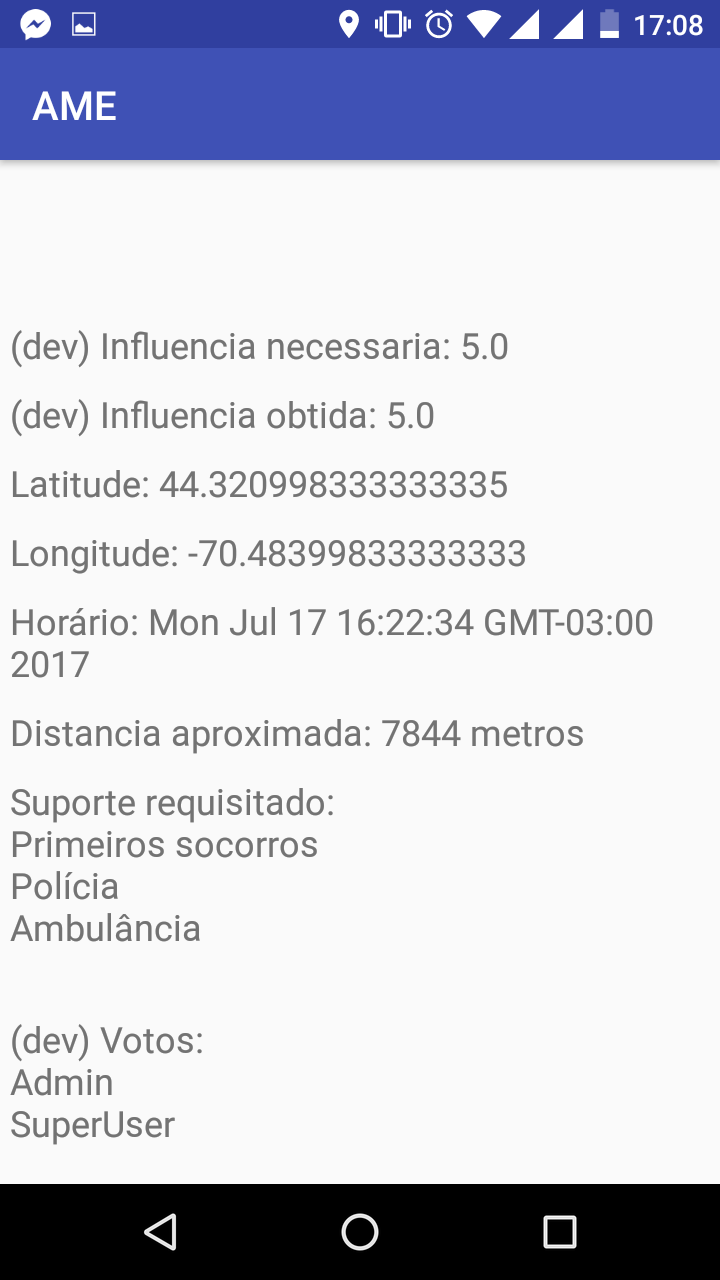 17:08
AME
(dev) Influencia necessaria: 5.0
(dev) Influencia obtida: 5.0
Latitude: 44.320998333333335
Longitude: -70.48399833333333
Horário: Mon Jul 17 16:22:34 GMT-03:00
2017
Distancia aproximada: 7844 metros
Suporte requisitado:
Primeiros socorros
Polícia
Ambulância
(dev) Votos:
Admin
SuperUser